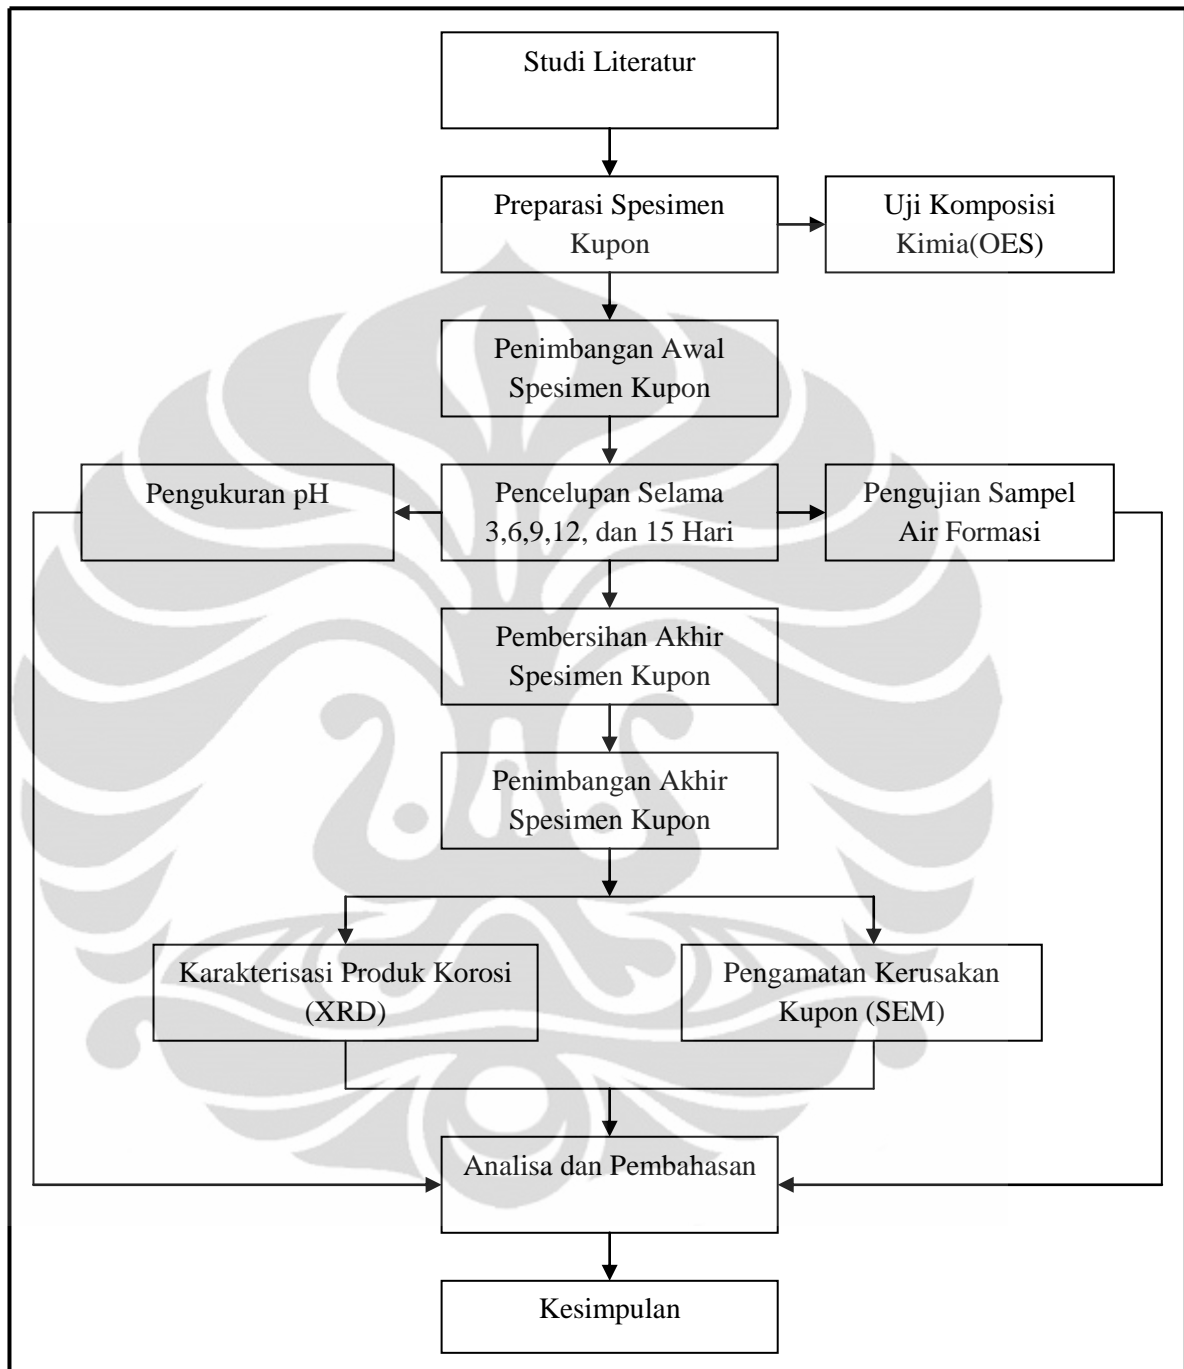 Studi Literatur
Preparasi Spesimen
Kupon
Uji Komposisi
Kimia(OES)
Penimbangan Awal
Spesimen Kupon
Pengukuran pH
Pencelupan Selama
3,6,9,12, dan 15 Hari
Pengujian Sampel
Air Formasi
Pembersihan Akhir
Spesimen Kupon
Penimbangan Akhir
Spesimen Kupon
Karakterisasi Produk Korosi
(XRD)
Pengamatan Kerusakan
Kupon (SEM)
Analisa dan Pembahasan
Kesimpulan